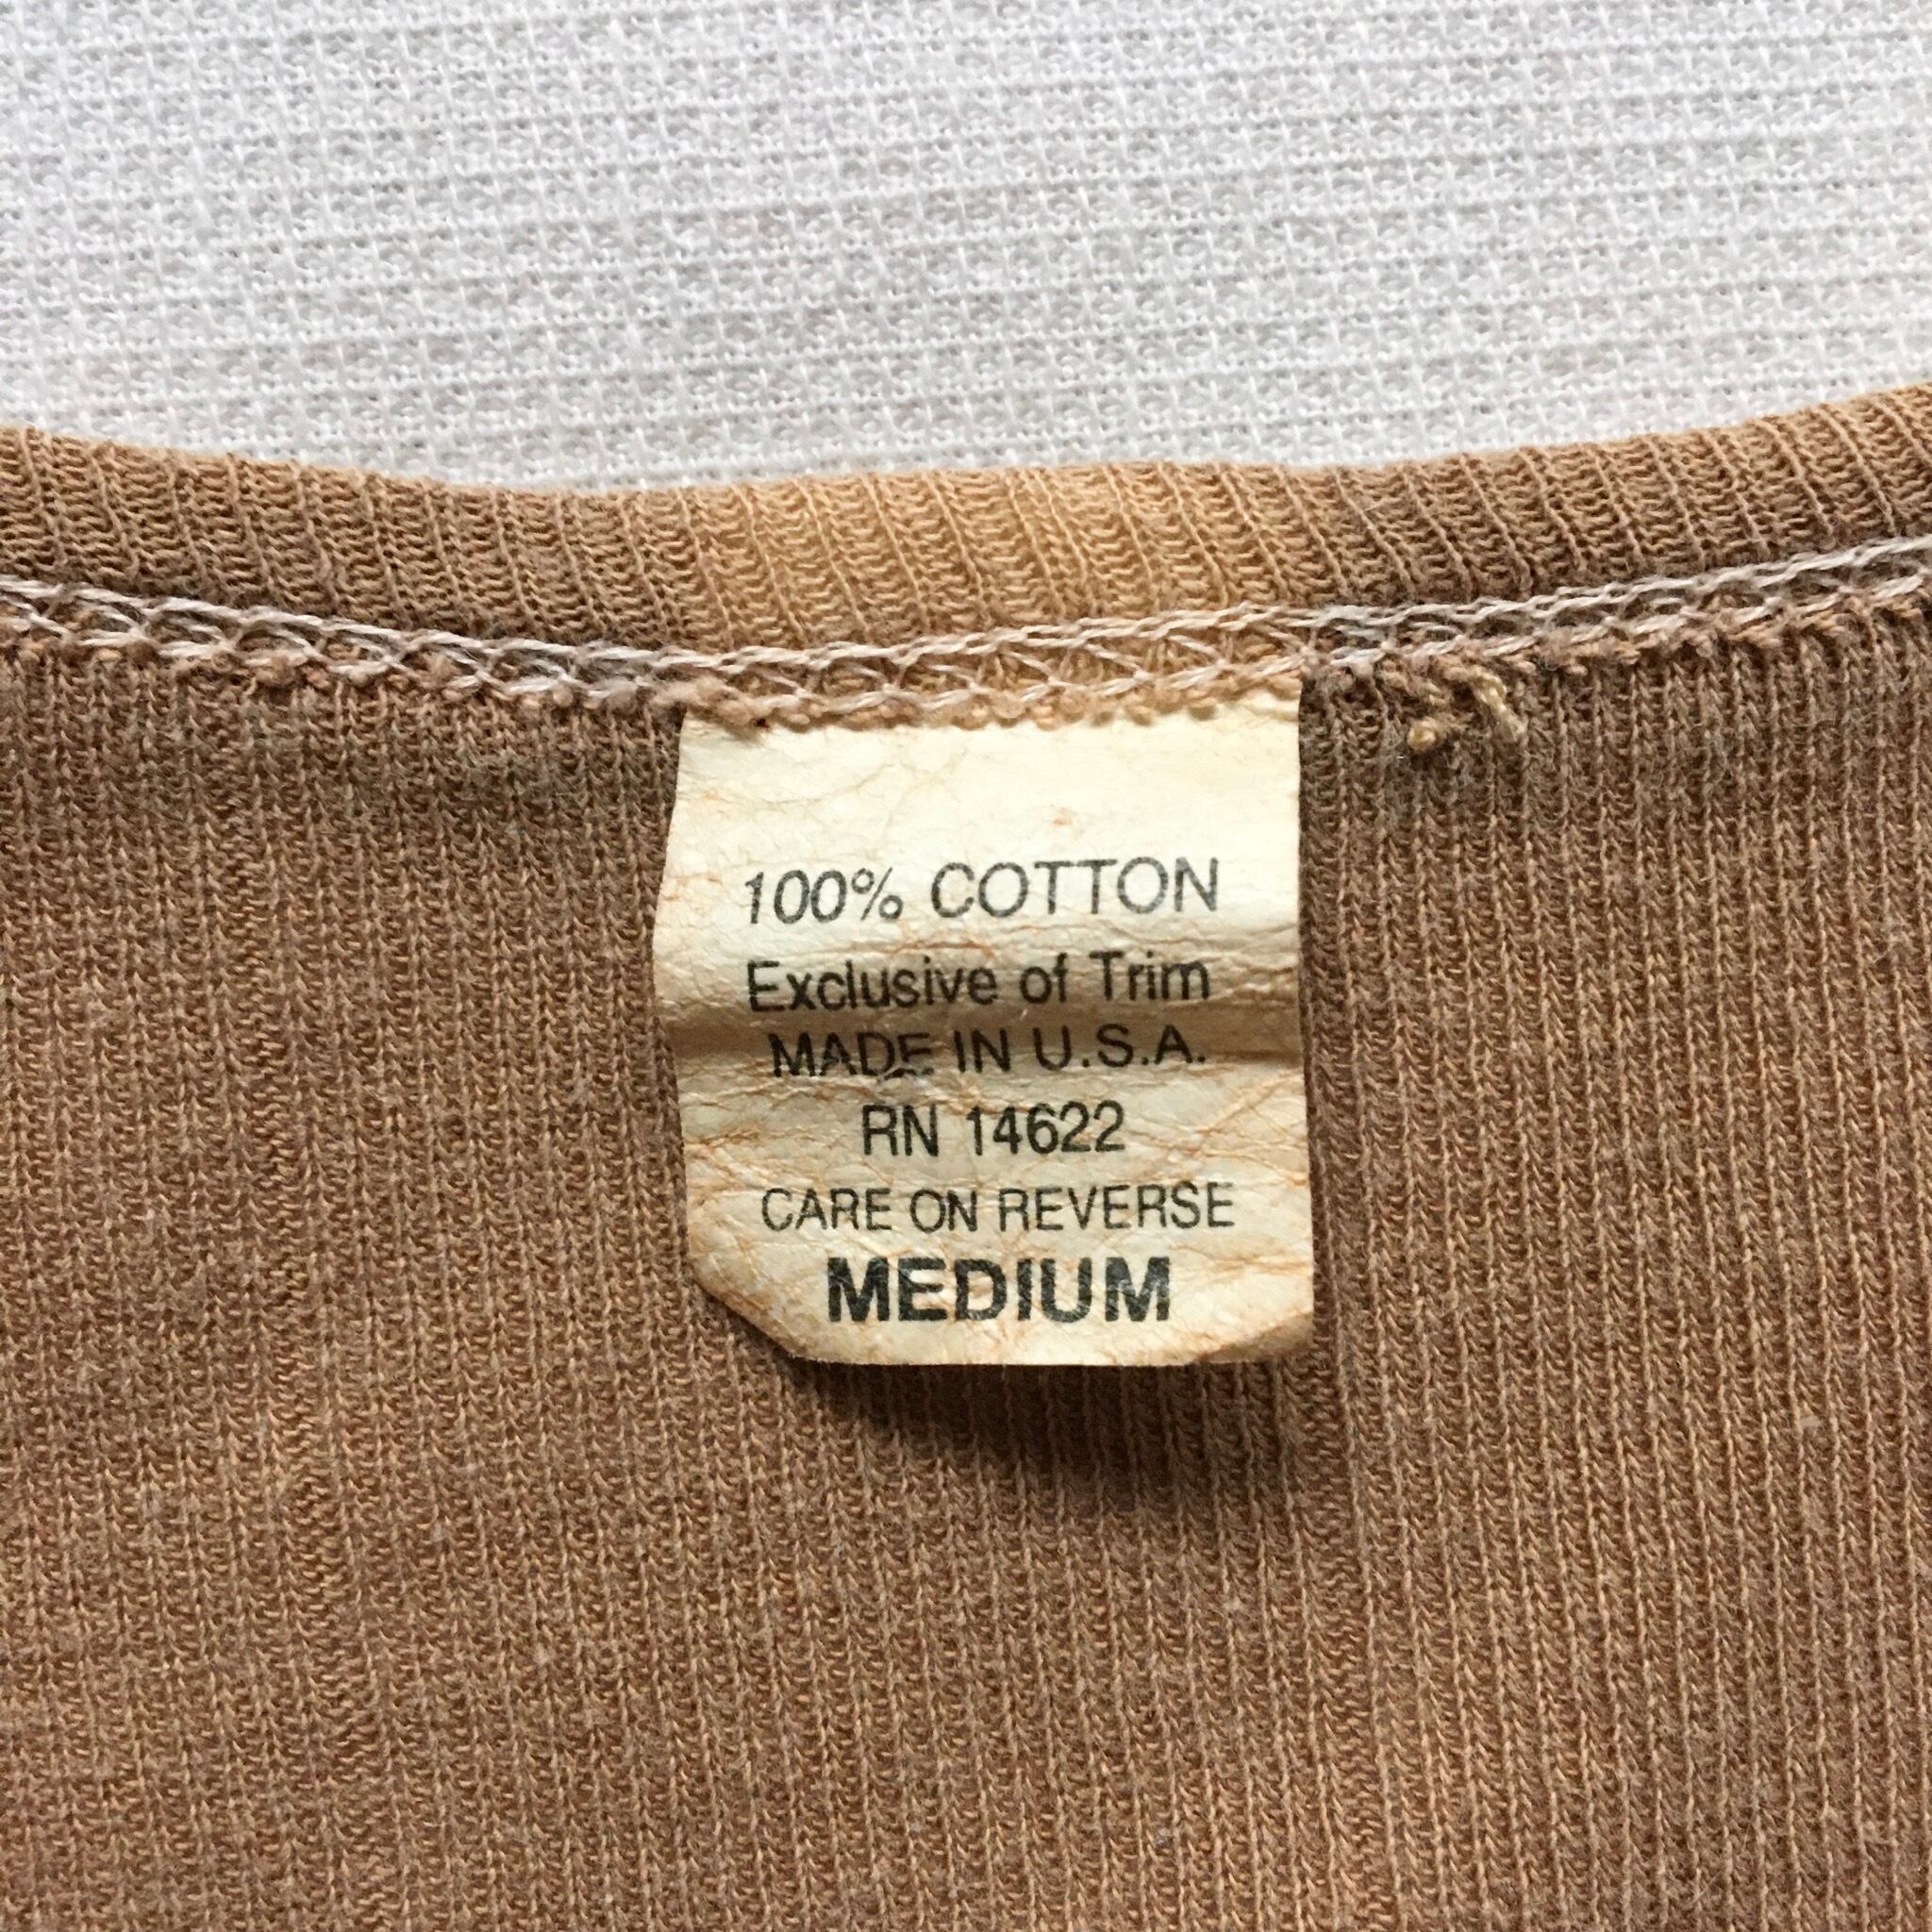 100% COTTON
Exclusive of Trim
MADE IN U.S.A.
RN 14622
CARE ON REVERSE
MEDIUM